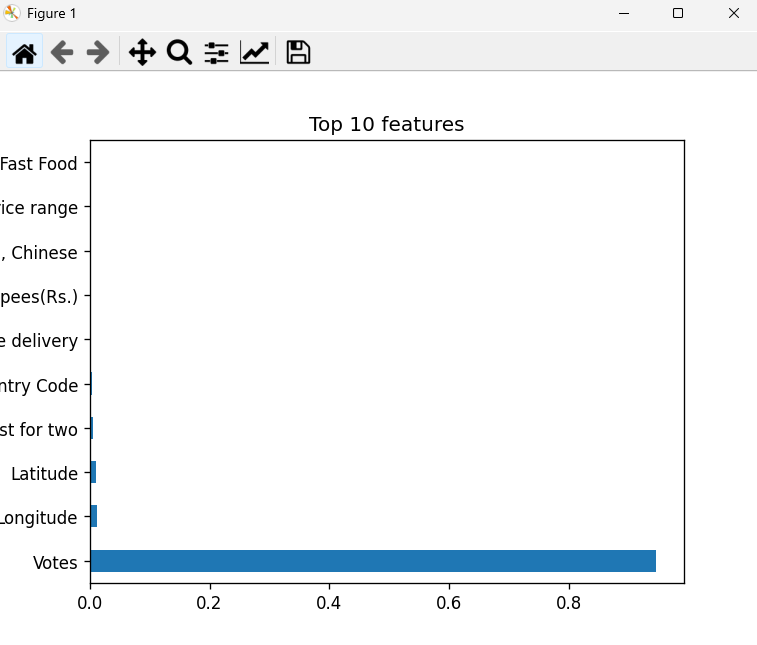 Figure 1
Top 10 features
Fast Food
ice range
, Chinese
pees(Rs.)
e delivery
ntry Code
st for two
Latitude
Longitude
Votes
0.0 0.2 0.4 0.6 0.8